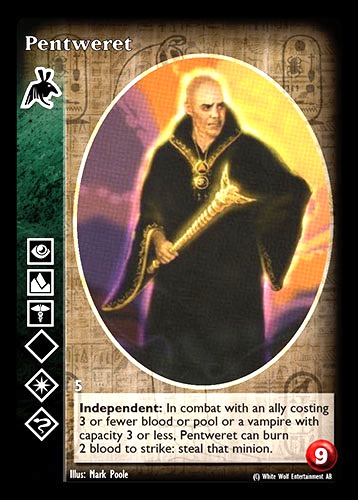 Pentweret
5
Independent: In combat with an ally costing
3 or fewer blood or pool or a vampire with
capacity 3 or less, Pentweret can burn
2 blood to strike: steal that minion.
9
Illus: Mark Poole
(C) White Wolf Entertainment AB